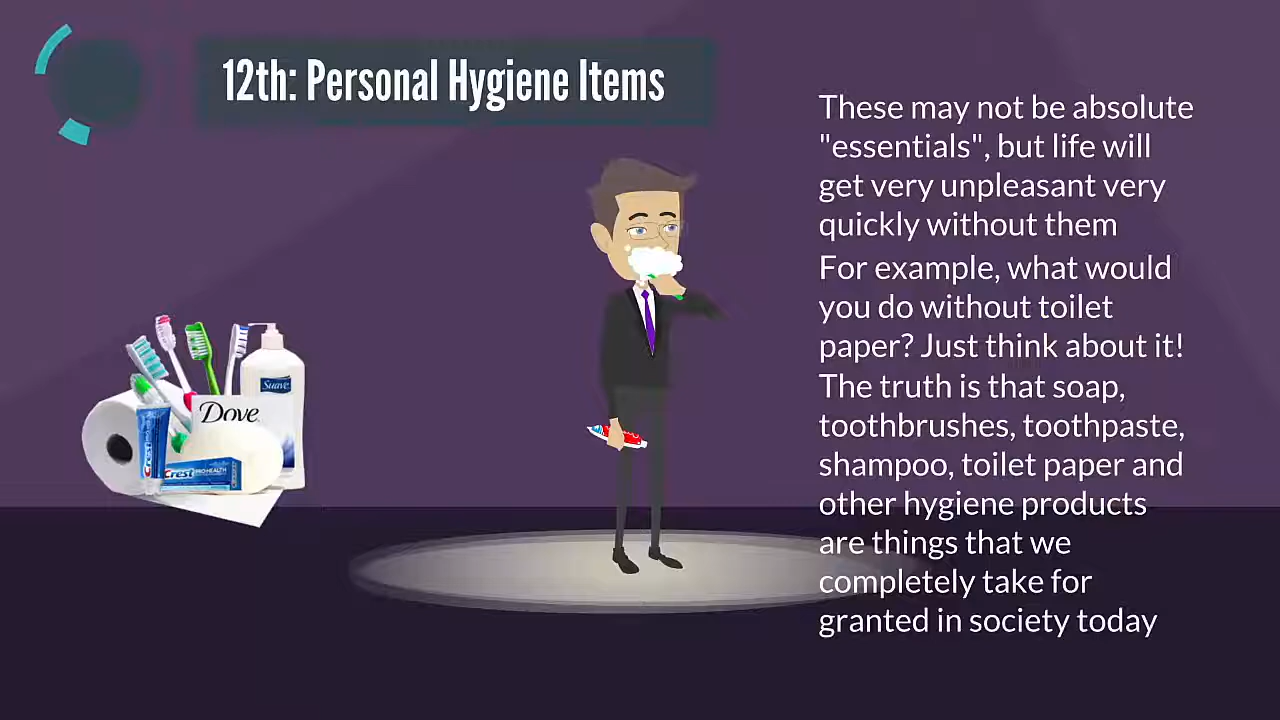 12th: Personal Hygiene Items
These may not be absolute
"essentials", but life will
get very unpleasant very
quickly without them
For example, what would
you do without toilet
paper? Just think about it!
The truth is that soap,
toothbrushes, toothpaste,
shampoo, toilet paper and
other hygiene products
are things that we
completely take for
granted in society today
Suave
Dove
Crest
Crest PRO-HEALTH